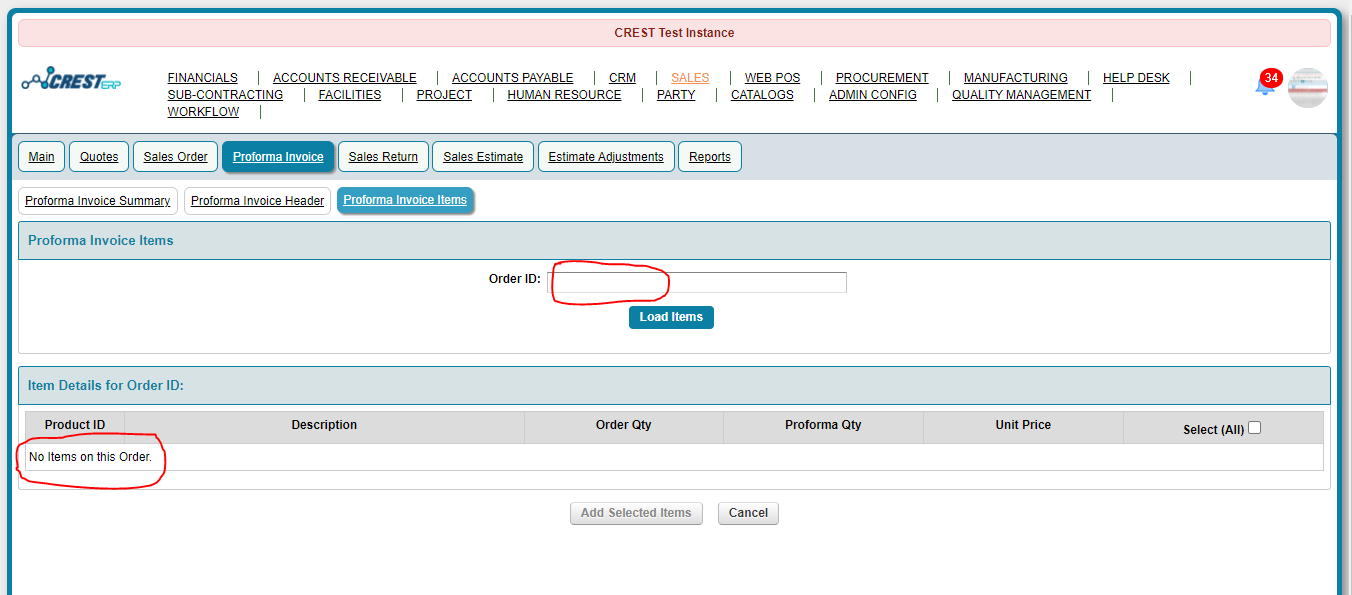 CREST Test Instance
CREST ERP
FINANCIALS | ACCOUNTS RECEIVABLE | ACCOUNTS PAYABLE | CRM | SALES | WEB POS | PROCUREMENT | MANUFACTURING | HELP DESK |
34
SUB-CONTRACTING | FACILITIES | PROJECT | HUMAN RESOURCE | PARTY | CATALOGS | ADMIN CONFIG | QUALITY MANAGEMENT |
WORKFLOW |
Main Quotes Sales Order Proforma Invoice Sales Return Sales Estimate Estimate Adjustments Reports
Proforma Invoice Summary Proforma Invoice Header Proforma Invoice Items
Proforma Invoice Items
Order ID:
Load Items
Item Details for Order ID:
Product ID Description Order Qty Proforma Qty Unit Price Select (All)
No Items on this Order.
Add Selected Items Cancel